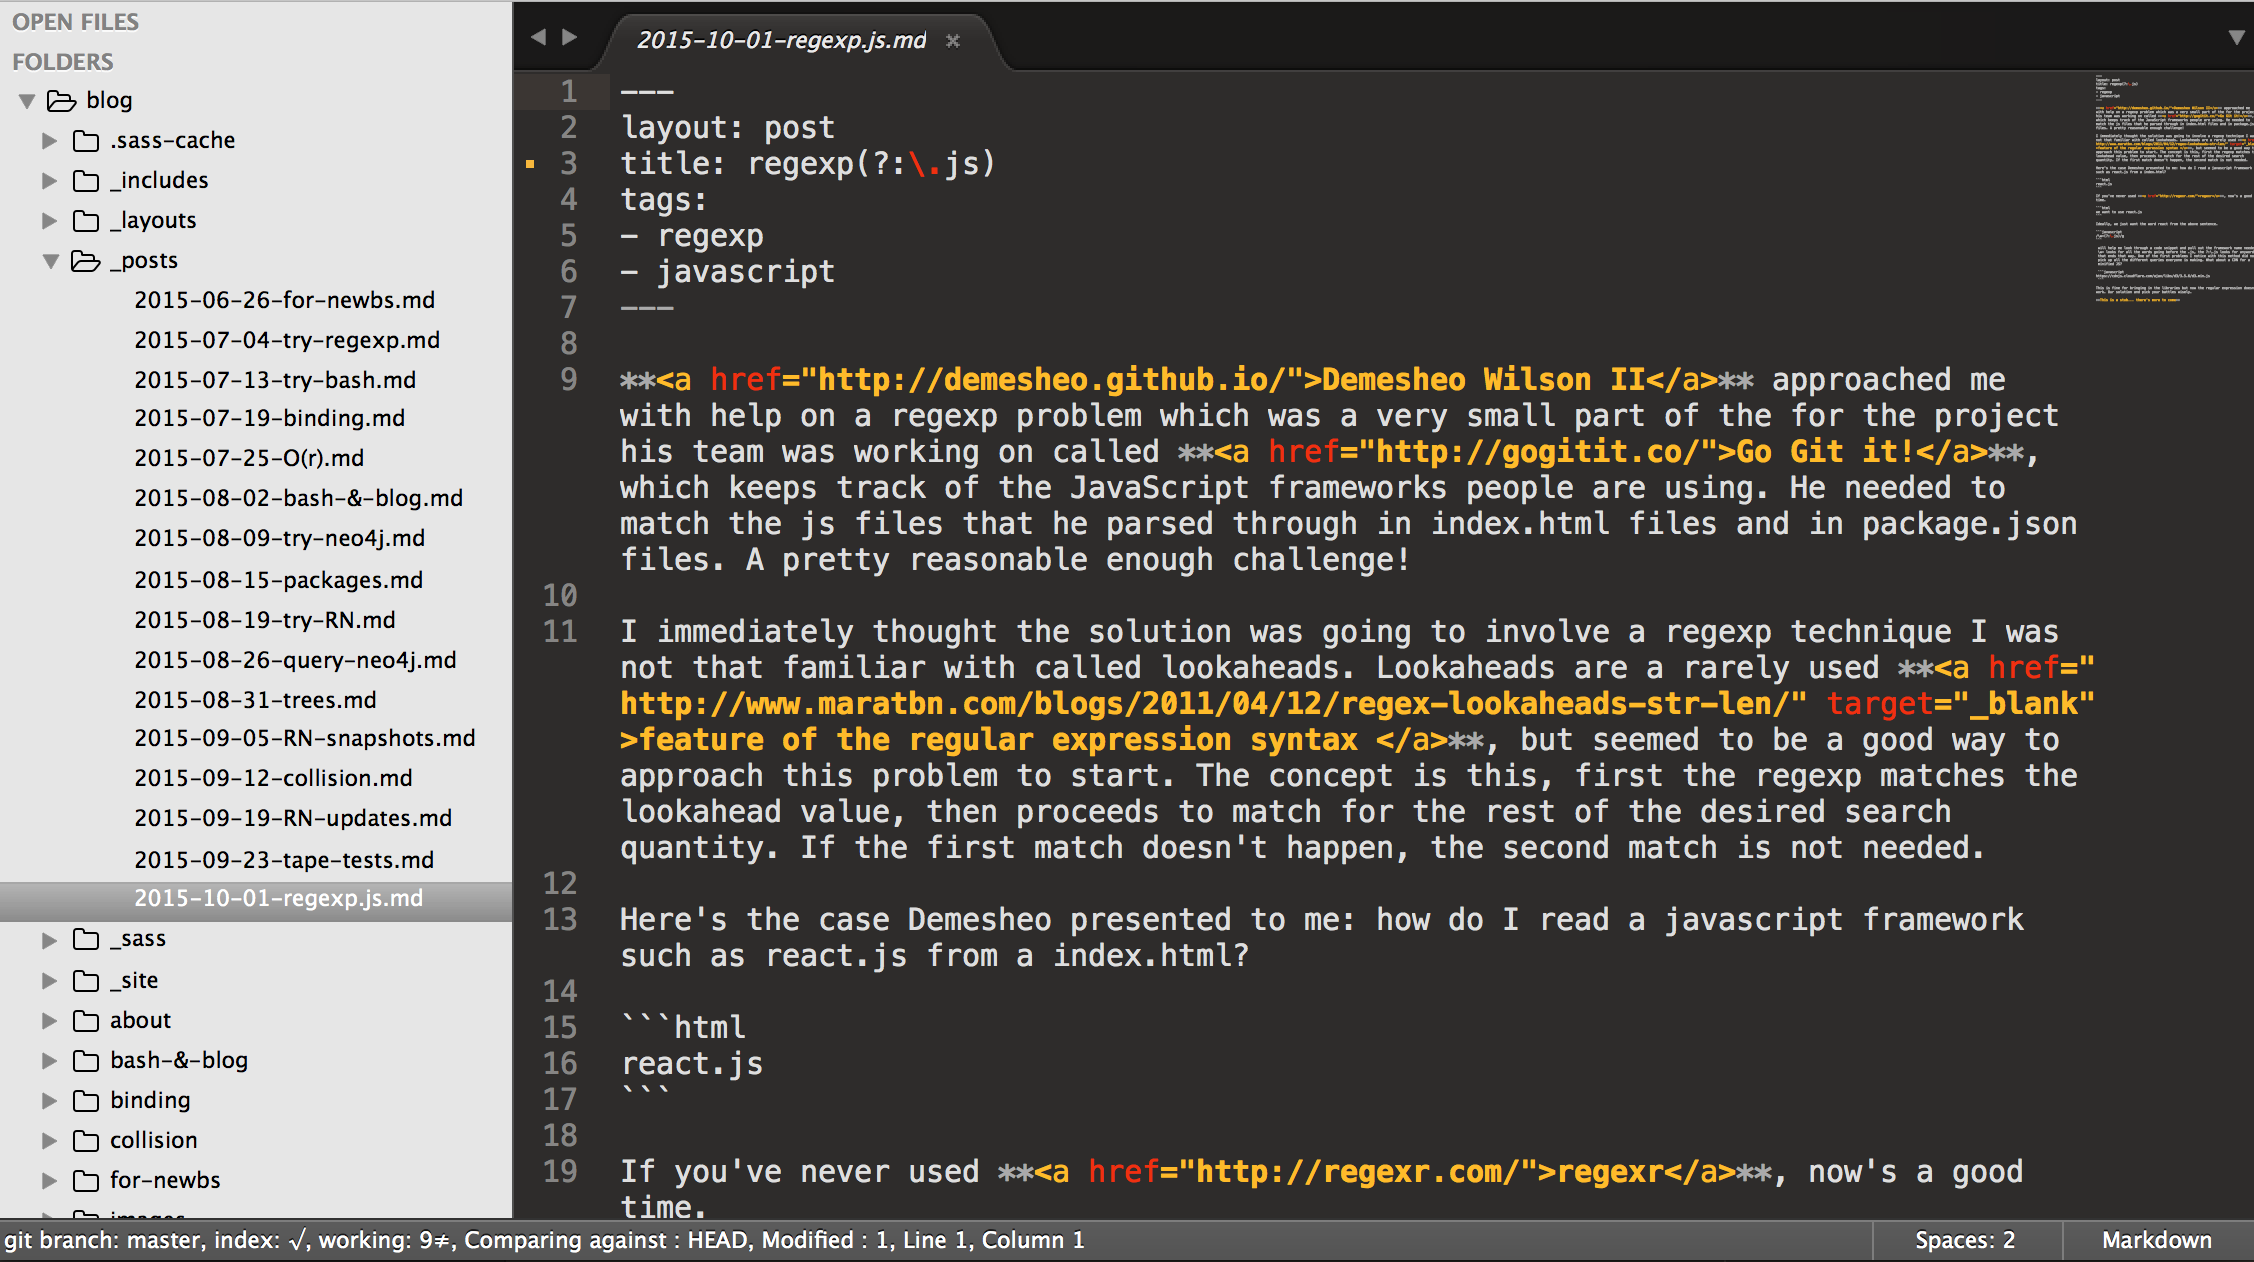 OPEN FILES
FOLDERS
blog
.sass-cache
_includes
_layouts
_posts
2015-06-26-for-newbs.md
2015-07-04-try-regexp.md
2015-07-13-try-bash.md
2015-07-19-binding.md
2015-07-25-O(r).md
2015-08-02-bash-&-blog.md
2015-08-09-try-neo4j.md
2015-08-15-packages.md
2015-08-19-try-RN.md
2015-08-26-query-neo4j.md
2015-08-31-trees.md
2015-09-05-RN-snapshots.md
2015-09-12-collision.md
2015-09-19-RN-updates.md
2015-09-23-tape-tests.md
2015-10-01-regexp.js.md
_sass
_site
about
bash-&-blog
binding
collision
for-newbs
images
2015-10-01-regexp.js.md
1 ---
2 layout: post
3 title: regexp(?:\.js)
4 tags:
5 - regexp
6 - javascript
7 ---
8
9 **<a href="http://demesheo.github.io/">Demesheo Wilson II</a>** approached me
with help on a regexp problem which was a very small part of the for the project
his team was working on called **<a href="http://gogitit.co/">Go Git it!</a>**,
which keeps track of the JavaScript frameworks people are using. He needed to
match the js files that he parsed through in index.html files and in package.json
files. A pretty reasonable enough challenge!
10
11 I immediately thought the solution was going to involve a regexp technique I was
not that familiar with called lookaheads. Lookaheads are a rarely used **<a href="
http://www.maratbn.com/blogs/2011/04/12/regex-lookaheads-str-len/" target="_blank"
>feature of the regular expression syntax </a>**, but seemed to be a good way to
approach this problem to start. The concept is this, first the regexp matches the
lookahead value, then proceeds to match for the rest of the desired search
quantity. If the first match doesn't happen, the second match is not needed.
12
13 Here's the case Demesheo presented to me: how do I read a javascript framework
such as react.js from a index.html?
14
15 ```html
16 react.js
17 ```
18
19 If you've never used **<a href="http://regexr.com/">regexr</a>**, now's a good
time.
git branch: master, index: √, working: 9≠, Comparing against : HEAD, Modified : 1, Line 1, Column 1
Spaces: 2
Markdown